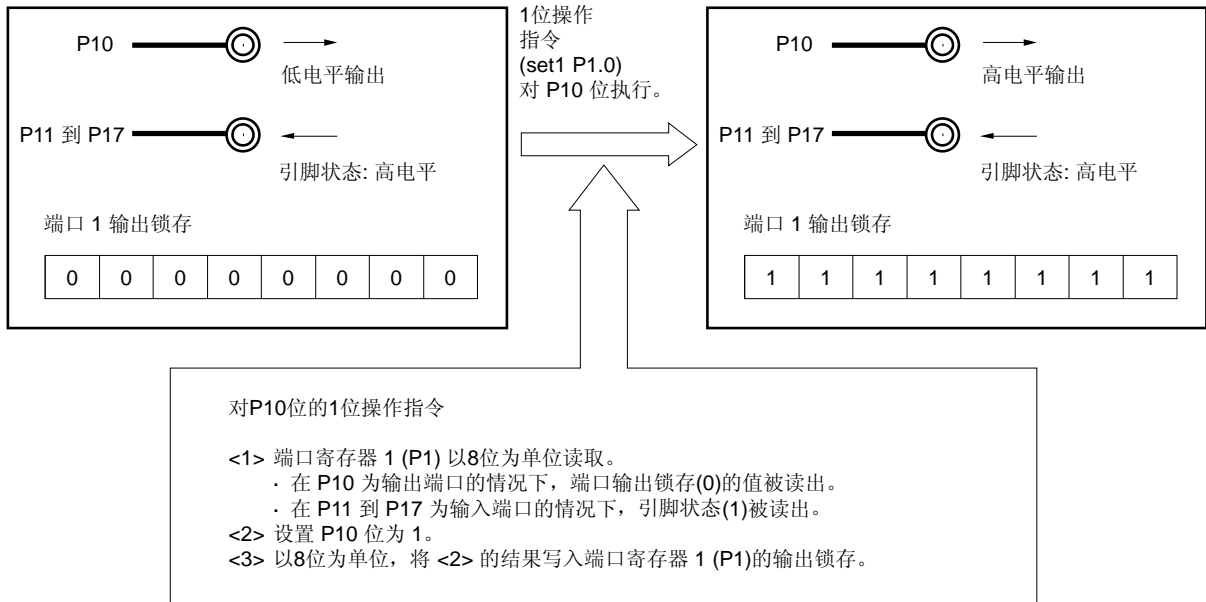 P10
低电平输出
P11 到 P17
引脚状态: 高电平
端口 1 输出锁存
0 0 0 0 0 0 0 0
1位操作
指令
(set1 P1.0)
对 P10 位执行。
P10
高电平输出
P11 到 P17
引脚状态: 高电平
端口 1 输出锁存
1 1 1 1 1 1 1 1
对P10位的1位操作指令
<1> 端口寄存器 1 (P1) 以8位为单位读取。
· 在 P10 为输出端口的情况下，端口输出锁存(0)的值被读出。
· 在 P11 到 P17 为输入端口的情况下，引脚状态(1)被读出。
<2> 设置 P10 位为 1。
<3> 以8位为单位，将 <2> 的结果写入端口寄存器 1 (P1)的输出锁存。